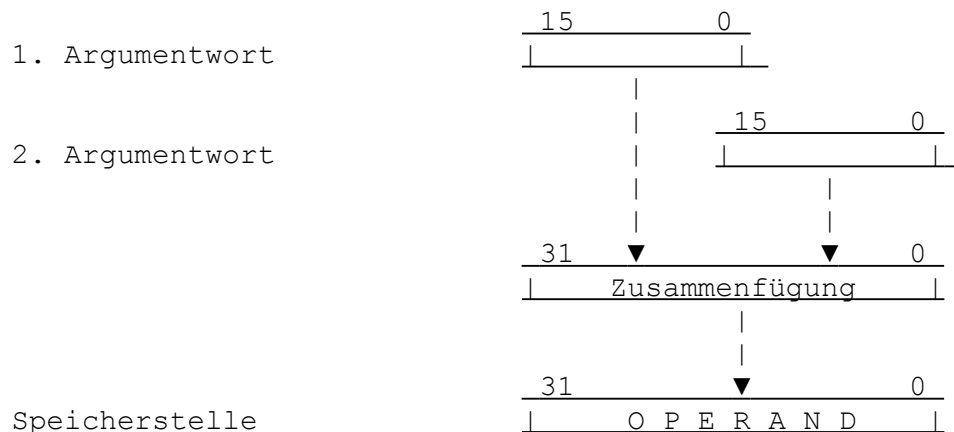 15 0
1. Argumentwort
15 0
2. Argumentwort
31 0
Zusammenfügung
31 0
Speicherstelle O P E R A N D